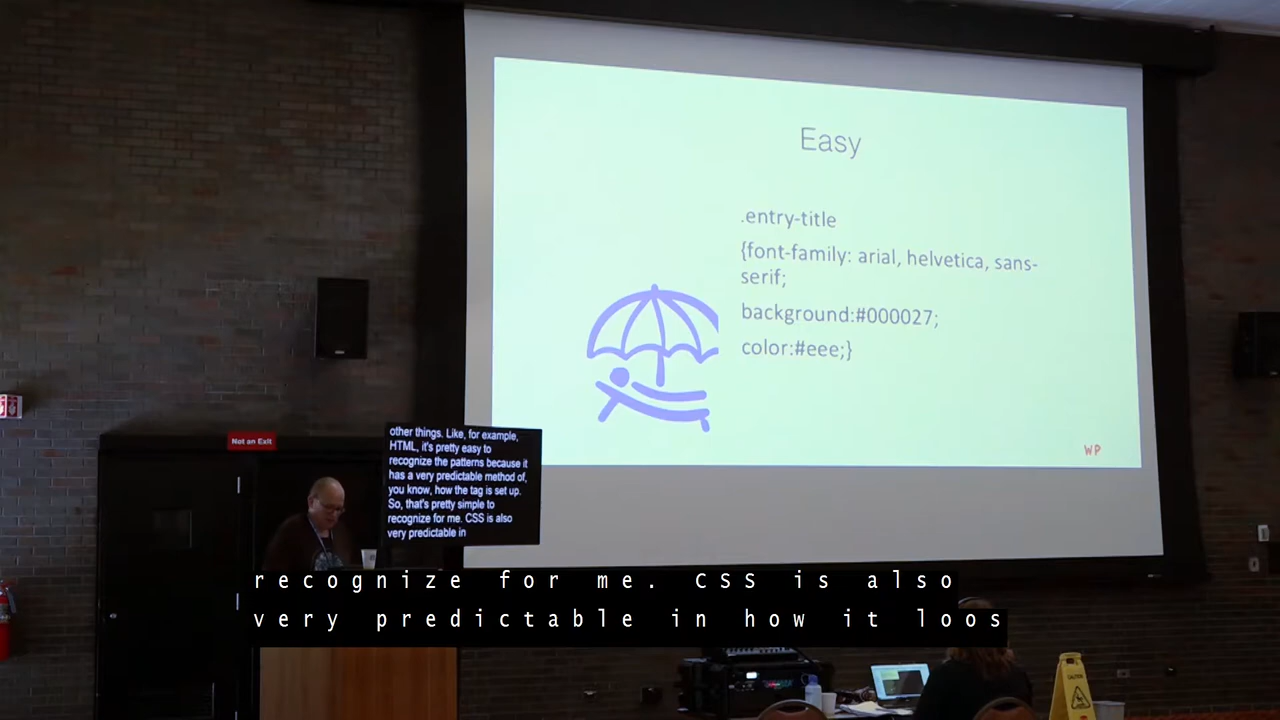 Easy
.entry-title
{font-family: arial, helvetica, sans-
serif;
background:#000027;
color:#eee;}
WP
Not an Exit
other things. Like, for example,
HTML, it's pretty easy to
recognize the patterns because it
has a very predictable method of,
you know, how the tag is set up.
So, that's pretty simple to
recognize for me. CSS is also
very predictable in
recognize for me. CSS is also
very predictable in how it loos
CAUTION